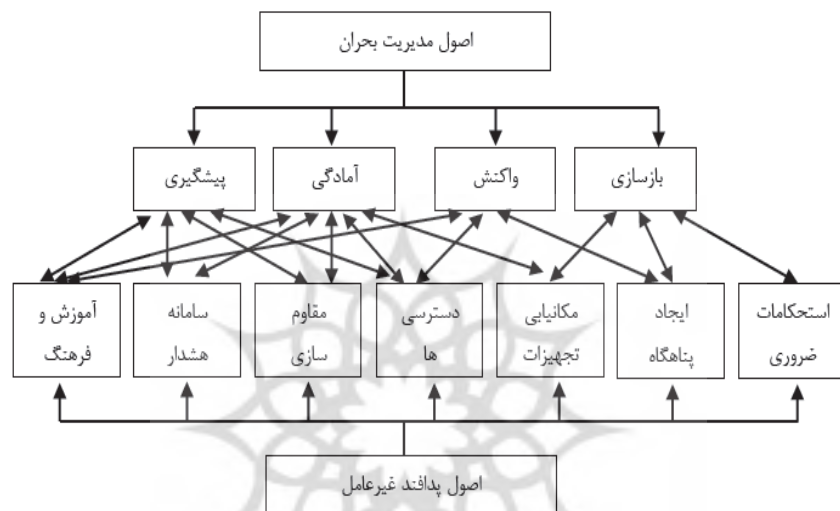 اصول مدیریت بحران
بازسازی
واکنش
آمادگی
پیشگیری
استحکامات
ضروری
ایجاد
پناهگاه
مکانیابی
تجهیزات
دسترسی
ها
مقاوم
سازی
سامانه
هشدار
آموزش و
فرهنگ
اصول پدافند غیرعامل